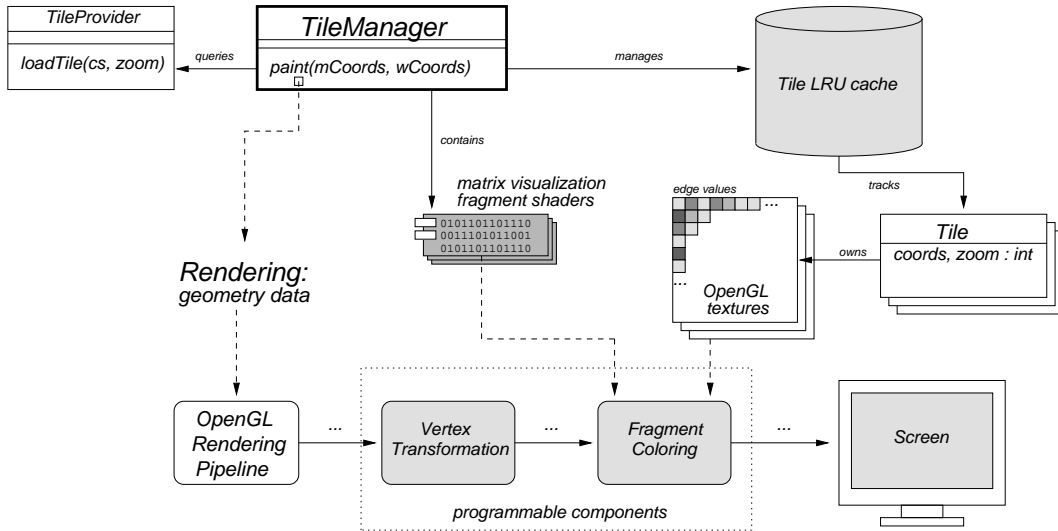 TileProvider
loadTile(cs, zoom)
queries
TileManager
paint(mCoords, wCoords)
manages
Tile LRU cache
contains
tracks
matrix visualization
fragment shaders
0101101101110
0011101011001
0101101101110
edge values
...
...
OpenGL
textures
owns
Tile
coords, zoom : int
Rendering:
geometry data
OpenGL
Rendering
Pipeline
...
Vertex
Transformation
...
Fragment
Coloring
...
Screen
programmable components